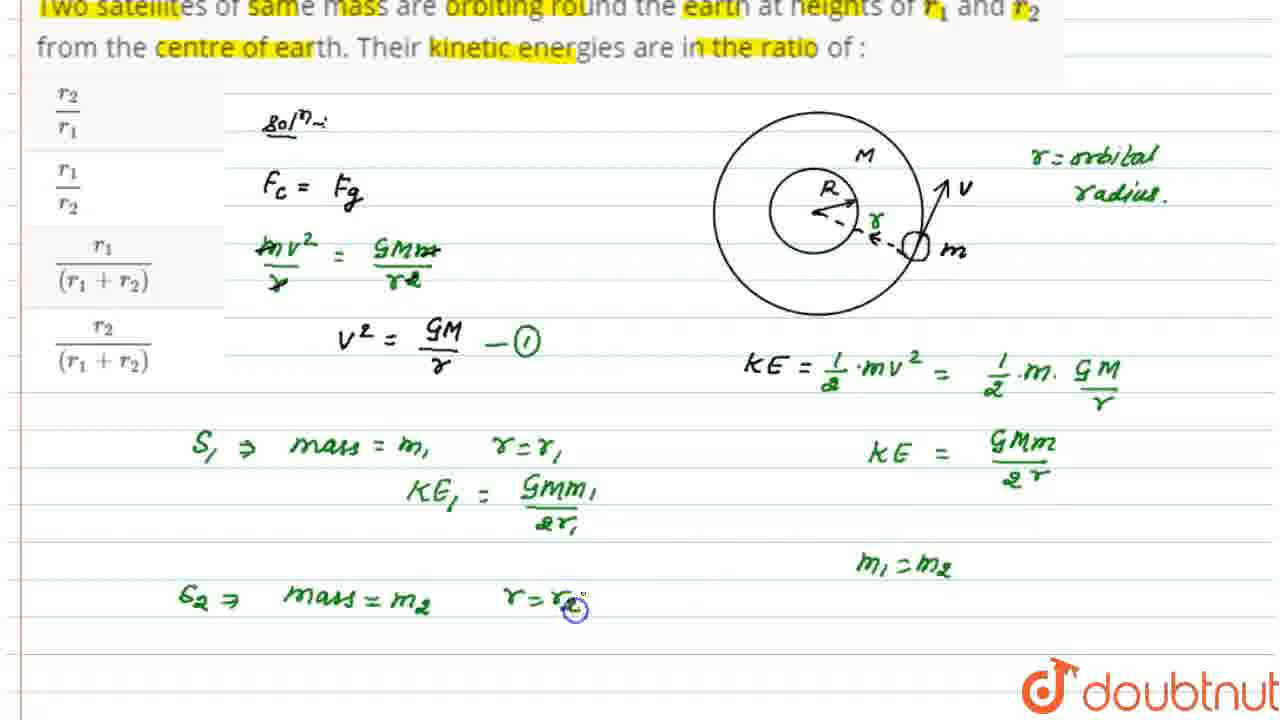 Two satellites of same mass are orbiting round the earth at heights of r₁ and r₂
from the centre of earth. Their kinetic energies are in the ratio of :
r₂/r₁
r₁/r₂
r₁/(r₁ + r₂)
r₂/(r₁ + r₂)
Solⁿ:-
Fc = Fg
mv²/r = GMm/r²
v² = GM/r — ①
M
R
r
V
m
r = orbital
radius.
KE = 1/2 · mv² = 1/2 · m · GM/r
KE = GMm/2r
S₁ ⇒ mass = m₁ r = r₁
KE₁ = GMm₁/2r₁
m₁ = m₂
S₂ ⇒ mass = m₂ r = r₂
doubtnut